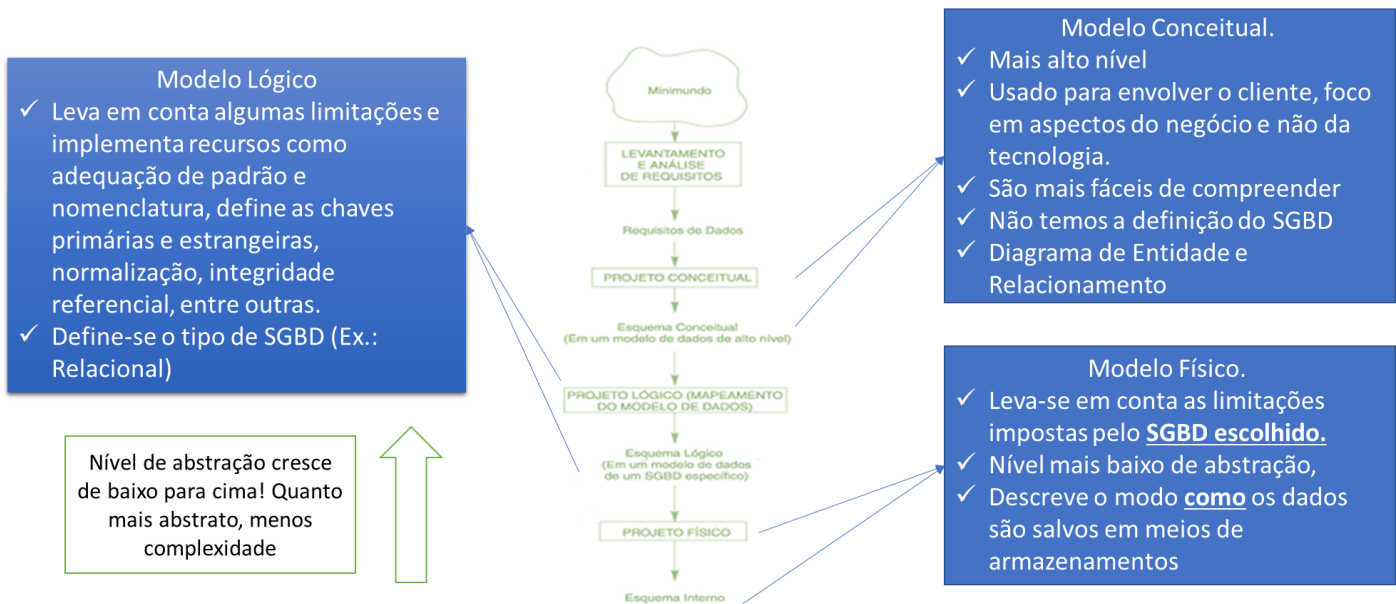 Modelo Lógico
✓ Leva em conta algumas limitações e
implementa recursos como
adequação de padrão e
nomenclatura, define as chaves
primárias e estrangeiras,
normalização, integridade
referencial, entre outras.
✓ Define-se o tipo de SGBD (Ex.:
Relacional)
Nível de abstração cresce
de baixo para cima! Quanto
mais abstrato, menos
complexidade
Minimundo
LEVANTAMENTO
E ANÁLISE
DE REQUISITOS
Requisitos de Dados
PROJETO CONCEITUAL
Esquema Conceitual
(Em um modelo de dados de alto nível)
PROJETO LÓGICO (MAPEAMENTO
DO MODELO DE DADOS)
Esquema Lógico
(Em um modelo de dados
de um SGBD específico)
PROJETO FÍSICO
Esquema Interno
Modelo Conceitual.
✓ Mais alto nível
✓ Usado para envolver o cliente, foco
em aspectos do negócio e não da
tecnologia.
✓ São mais fáceis de compreender
✓ Não temos a definição do SGBD
✓ Diagrama de Entidade e
Relacionamento
Modelo Físico.
✓ Leva-se em conta as limitações
impostas pelo SGBD escolhido.
✓ Nível mais baixo de abstração,
✓ Descreve o modo como os dados
são salvos em meios de
armazenamentos